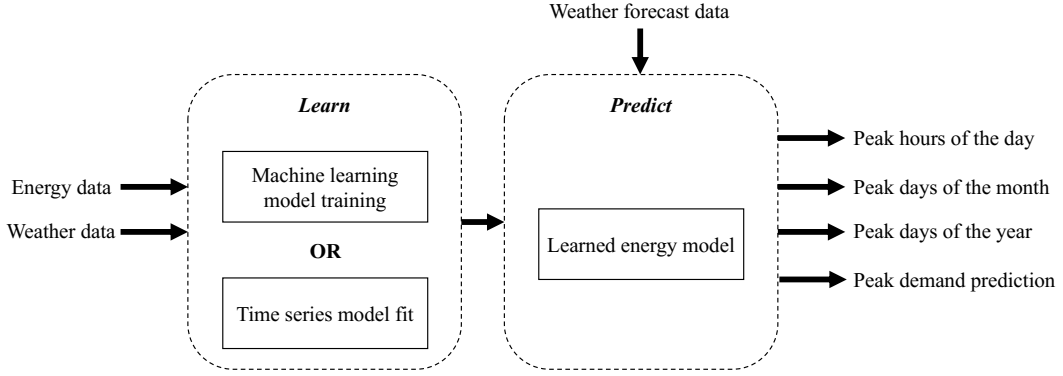 Weather forecast data
Learn
Predict
Energy data
Weather data
Machine learning
model training
OR
Time series model fit
Learned energy model
Peak hours of the day
Peak days of the month
Peak days of the year
Peak demand prediction